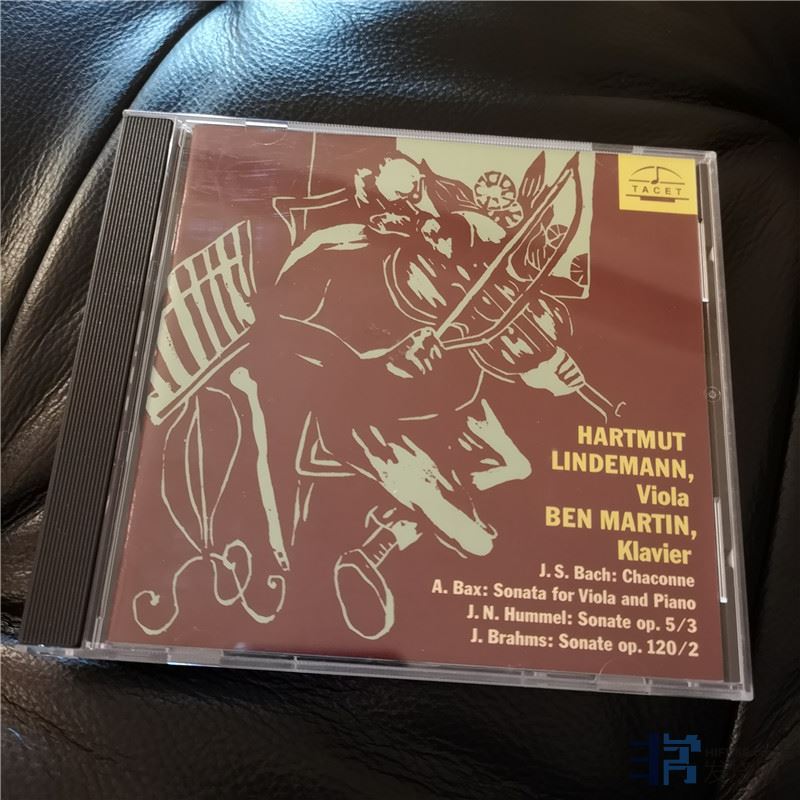 TACET
HARTMUT
LINDEMANN,
Viola
BEN MARTIN,
Klavier
J. S. Bach: Chaconne
A. Bax: Sonata for Viola and Piano
J. N. Hummel: Sonate op. 5/3
J. Brahms: Sonate op. 120/2